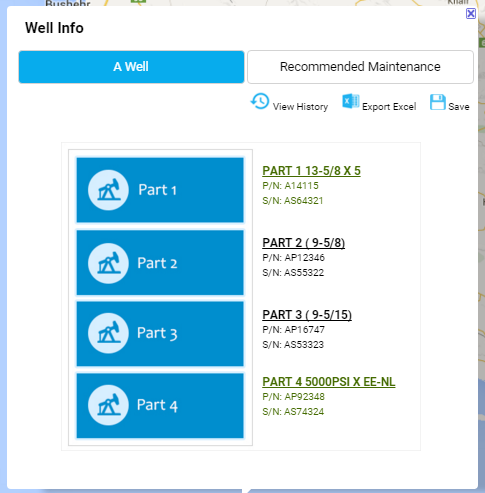 Bushehr
Well Info
A Well
Recommended Maintenance
View History
Export Excel
Save
Part 1
PART 1 13-5/8 X 5
P/N: A14115
S/N: AS64321
Part 2
PART 2 ( 9-5/8)
P/N: AP12346
S/N: AS55322
Part 3
PART 3 ( 9-5/15)
P/N: AP16747
S/N: AS53323
Part 4
PART 4 5000PSI X EE-NL
P/N: AP92348
S/N: AS74324